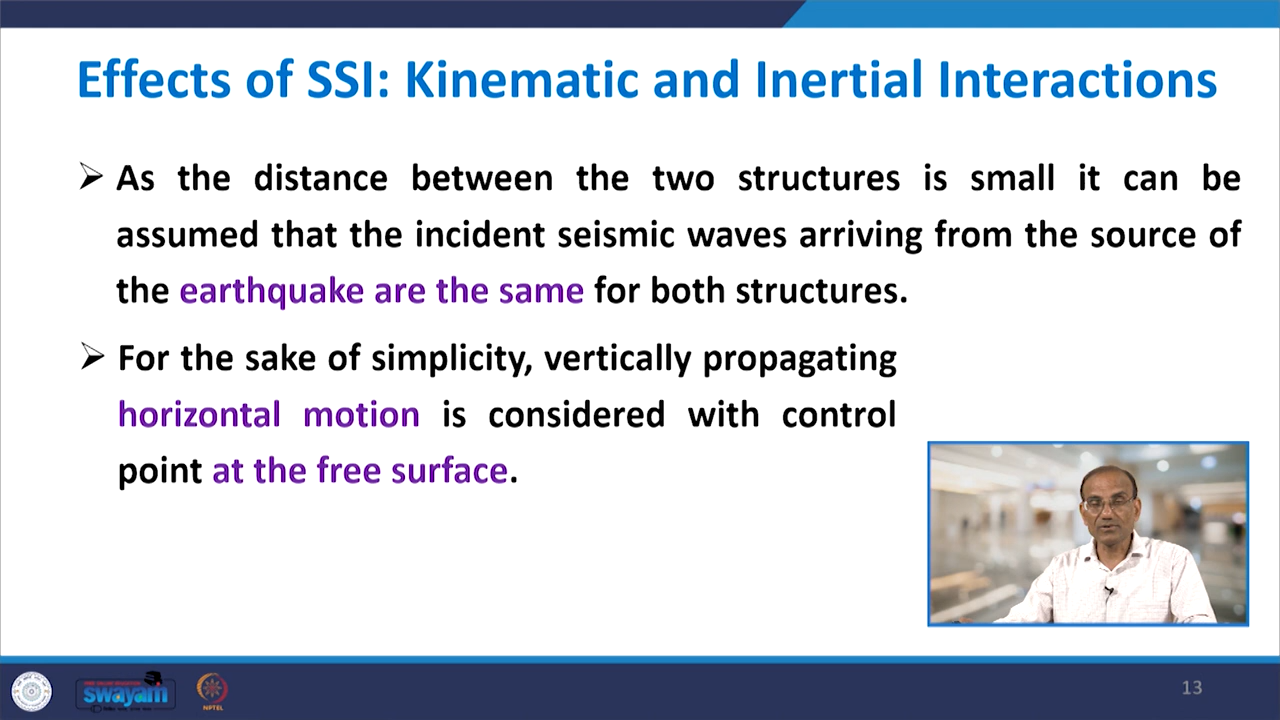 Effects of SSI: Kinematic and Inertial Interactions
➢ As the distance between the two structures is small it can be
assumed that the incident seismic waves arriving from the source of
the earthquake are the same for both structures.
➢ For the sake of simplicity, vertically propagating
horizontal motion is considered with control
point at the free surface.
swayam
NPTEL
13